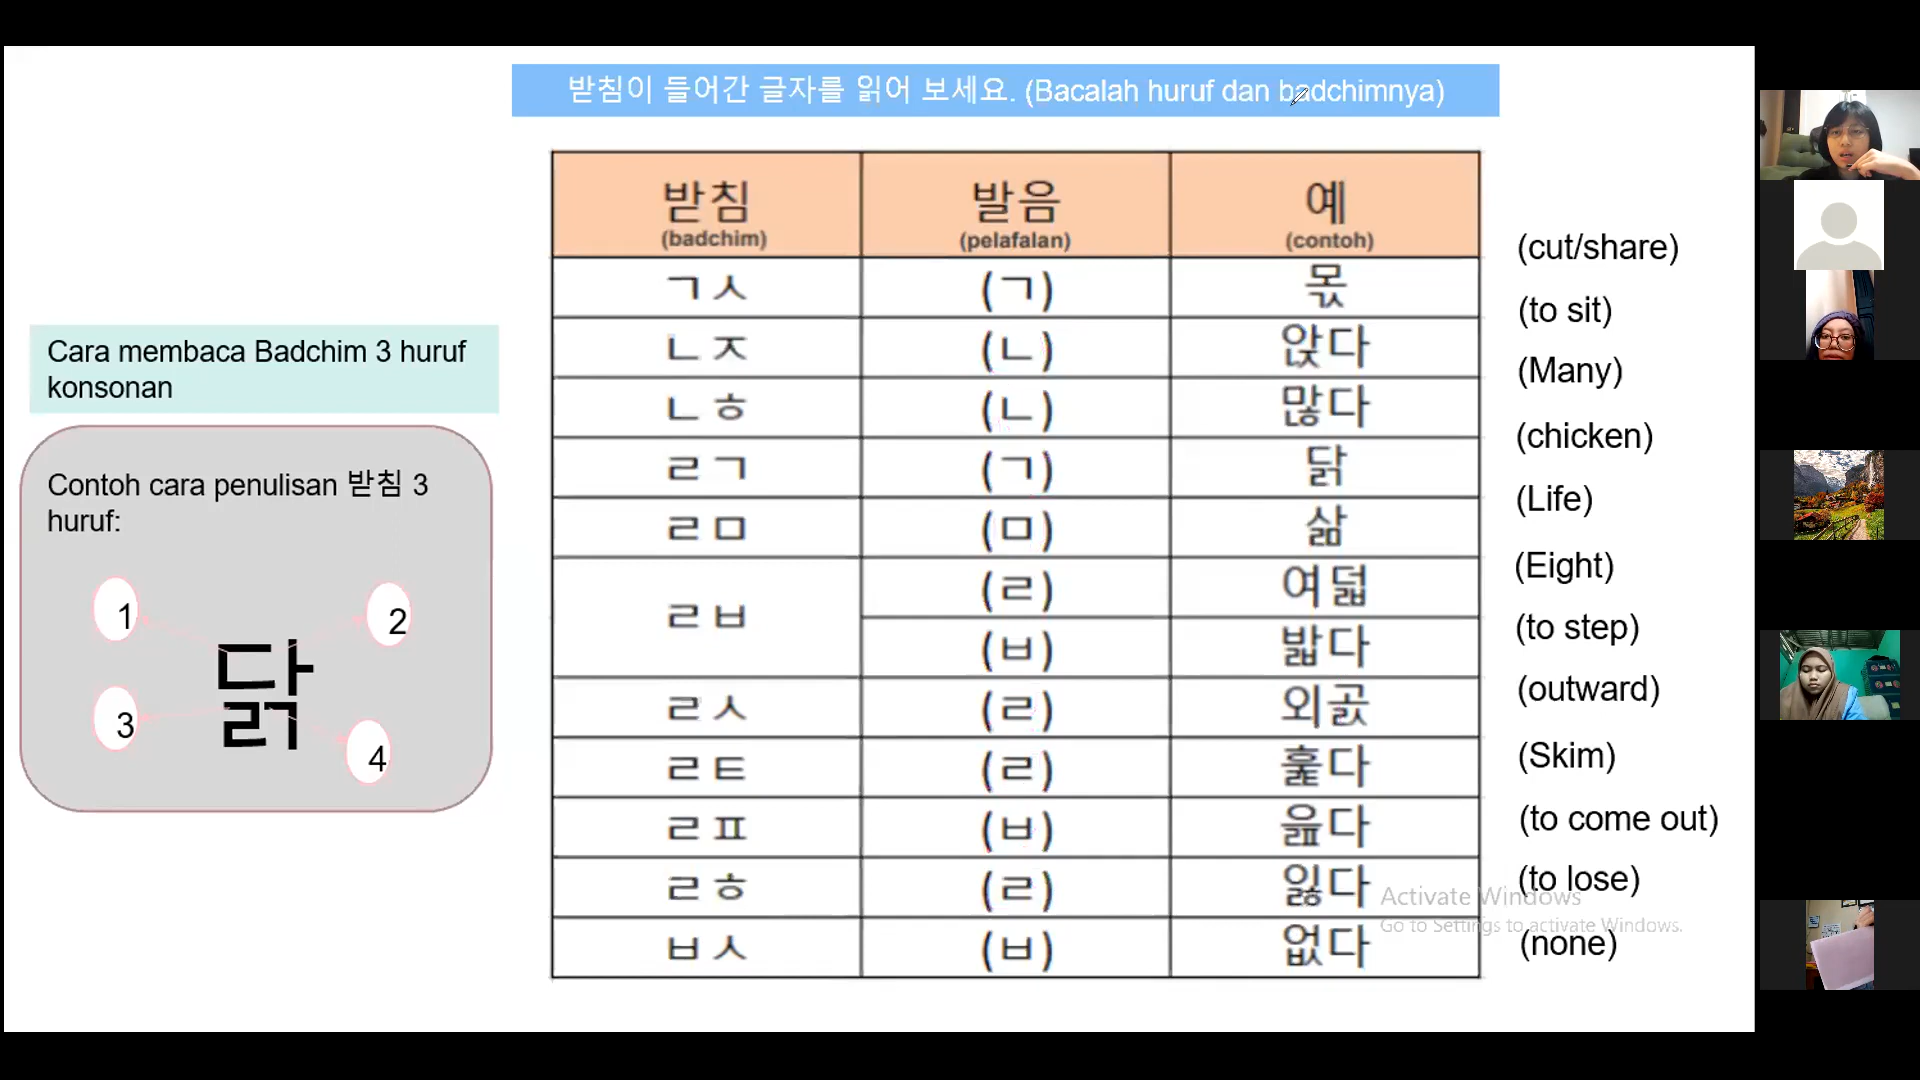 받침이 들어간 글자를 읽어 보세요. (Bacalah huruf dan badchimnya)
Cara membaca Badchim 3 huruf
konsonan
Contoh cara penulisan 받침 3
huruf:
1
2
닭
3
4
받침 발음 예
(badchim) (pelafalan) (contoh)
ㄱㅅ (ㄱ) 몫 (cut/share)
ㄴㅈ (ㄴ) 앉다 (to sit)
ㄴㅎ (ㄴ) 많다 (Many)
ㄹㄱ (ㄱ) 닭 (chicken)
ㄹㅁ (ㅁ) 삶 (Life)
ㄹㅂ (ㄹ) 여덟 (Eight)
(ㅂ) 밟다 (to step)
ㄹㅅ (ㄹ) 외곬 (outward)
ㄹㅌ (ㄹ) 훑다 (Skim)
ㄹㅍ (ㅂ) 읊다 (to come out)
ㄹㅎ (ㄹ) 잃다 (to lose)
ㅂㅅ (ㅂ) 없다 (none)
Activate Windows
Go to Settings to activate Windows.